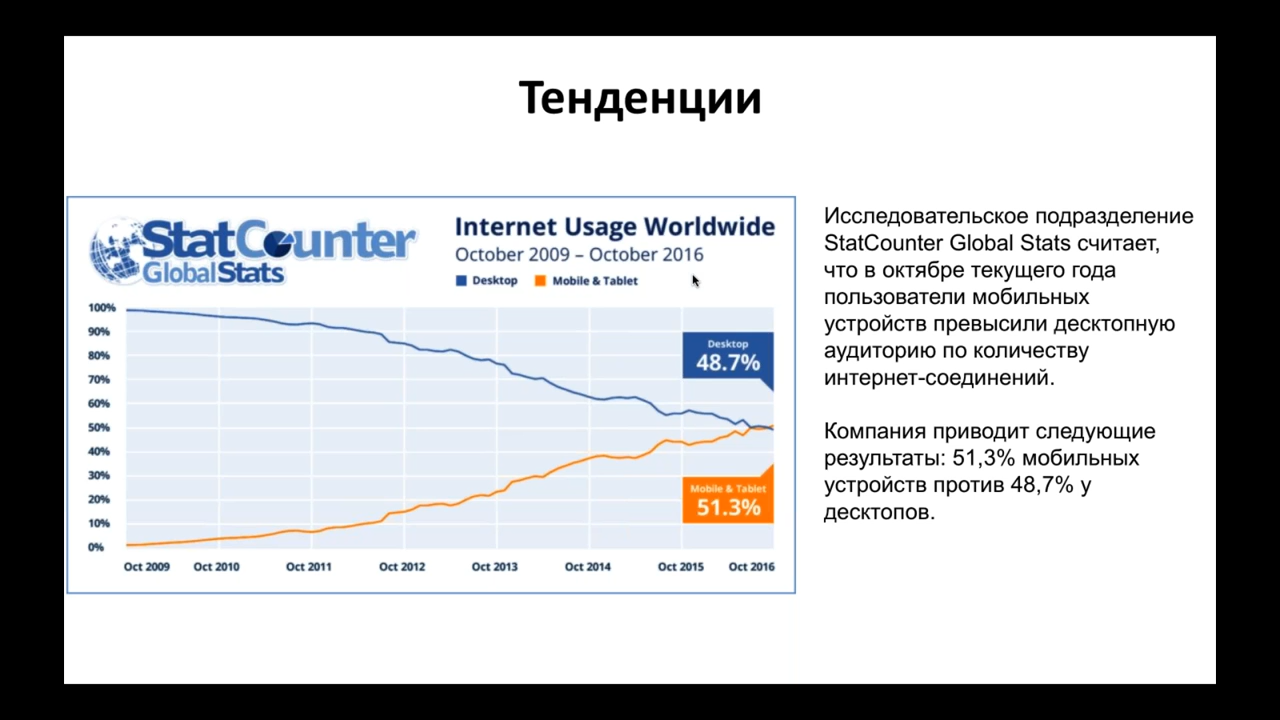 Тенденции
StatCounter
GlobalStats
Internet Usage Worldwide
October 2009 – October 2016
Desktop
Mobile & Tablet
100%
90%
80%
70%
60%
50%
40%
30%
20%
10%
0%
Desktop
48.7%
Mobile & Tablet
51.3%
Oct 2009
Oct 2010
Oct 2011
Oct 2012
Oct 2013
Oct 2014
Oct 2015
Oct 2016
Исследовательское подразделение
StatCounter Global Stats считает,
что в октябре текущего года
пользователи мобильных
устройств превысили десктопную
аудиторию по количеству
интернет-соединений.
Компания приводит следующие
результаты: 51,3% мобильных
устройств против 48,7% у
десктопов.